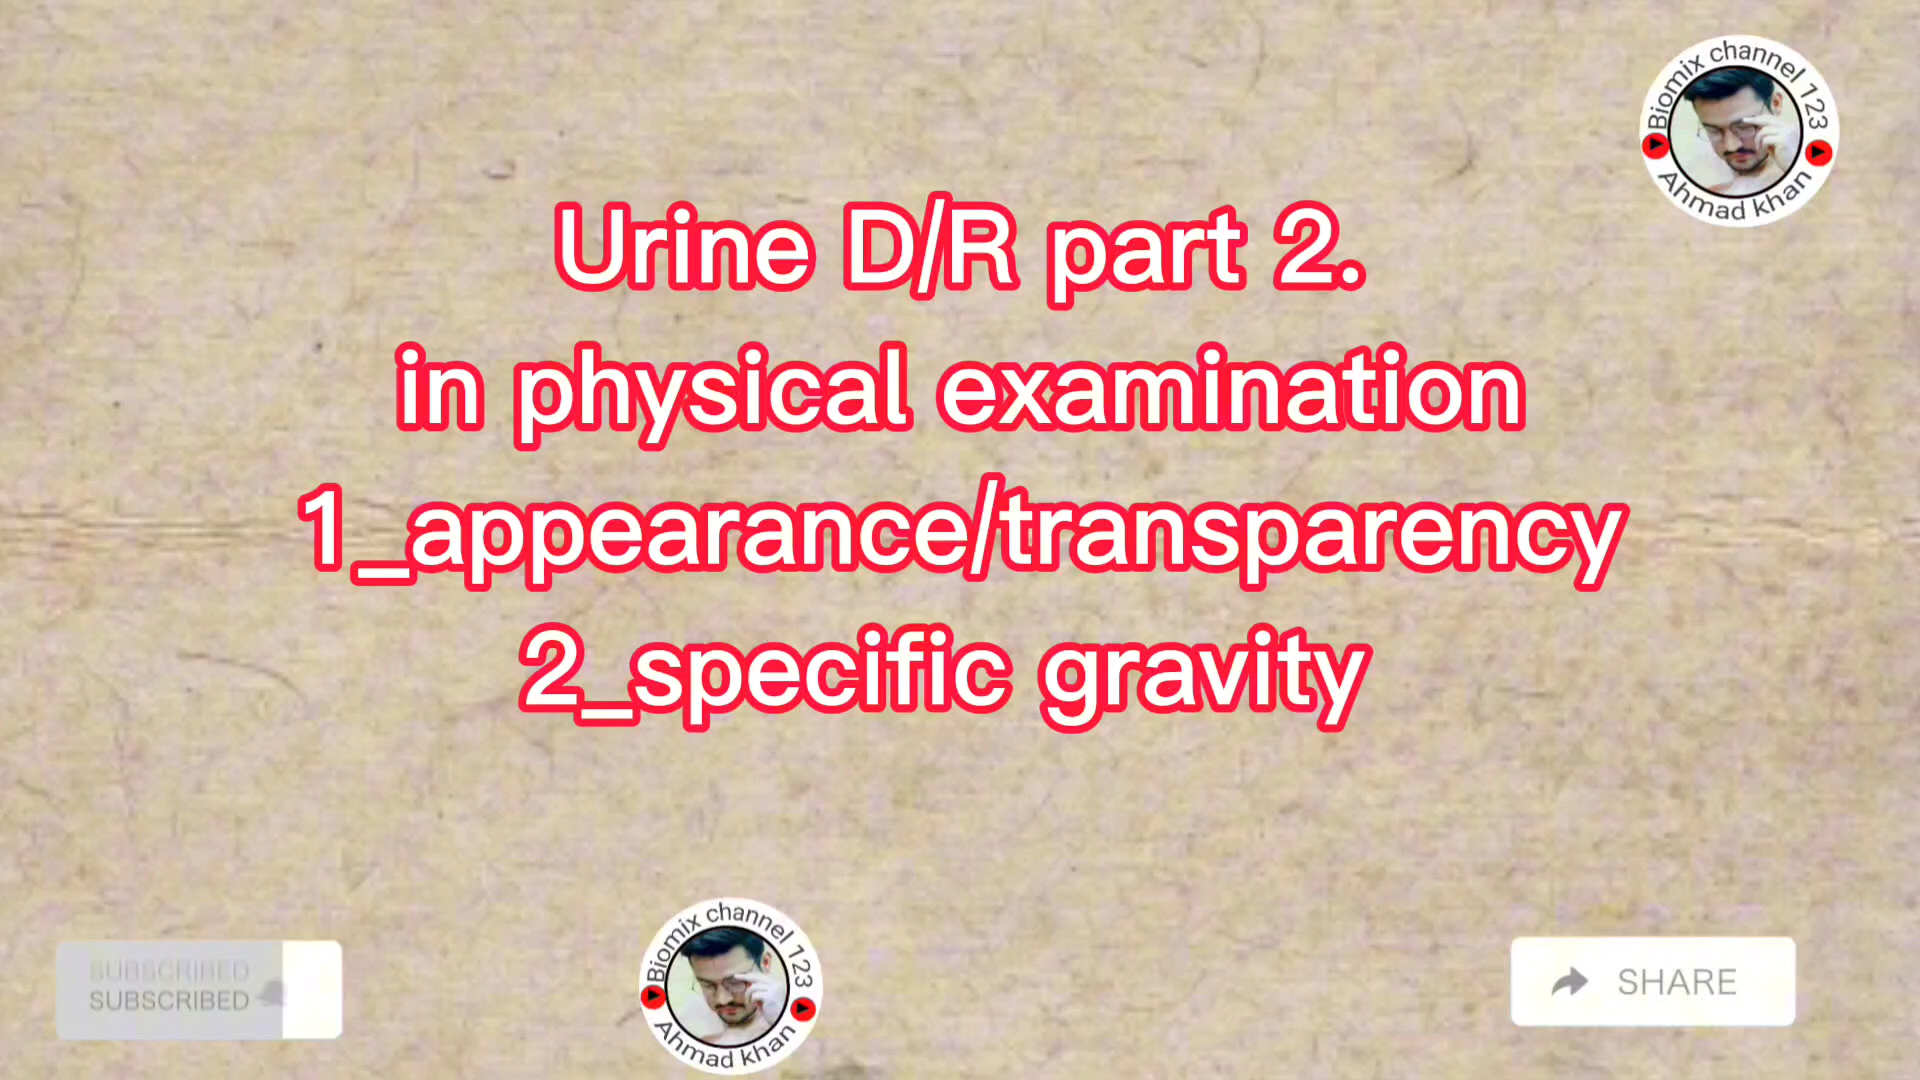 Biomix channel 123
Ahmad khan
Urine D/R part 2.
in physical examination
1_appearance/transparency
2_specific gravity
SUBSCRIBED
SUBSCRIBED
Biomix channel 123
Ahmad khan
SHARE